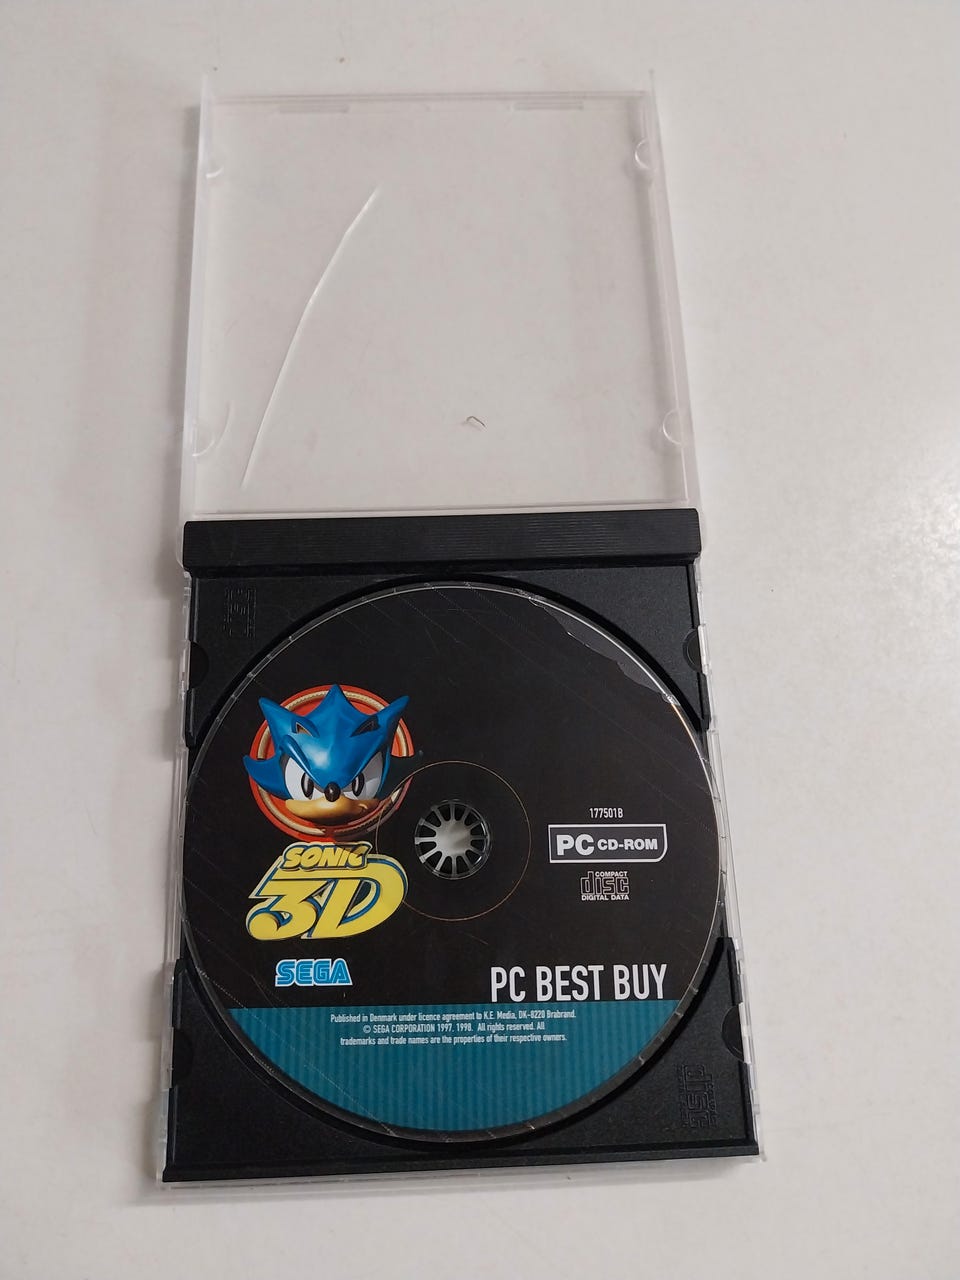 177501B
PC CD-ROM
COMPACT
disc
DIGITAL DATA
SONIC
3D
SEGA
PC BEST BUY
Published in Denmark under licence agreement to K.E. Media, DK-8220 Brabrand.
© SEGA CORPORATION 1997. 1998. All rights reserved. All
trademarks and trade names are the properties of their respective owners.